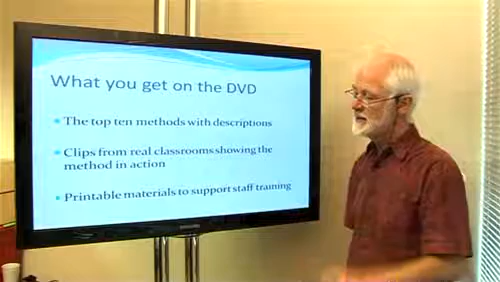 What you get on the DVD
The top ten methods with descriptions
Clips from real classrooms showing the
method in action
Printable materials to support staff training
SAMSUNG